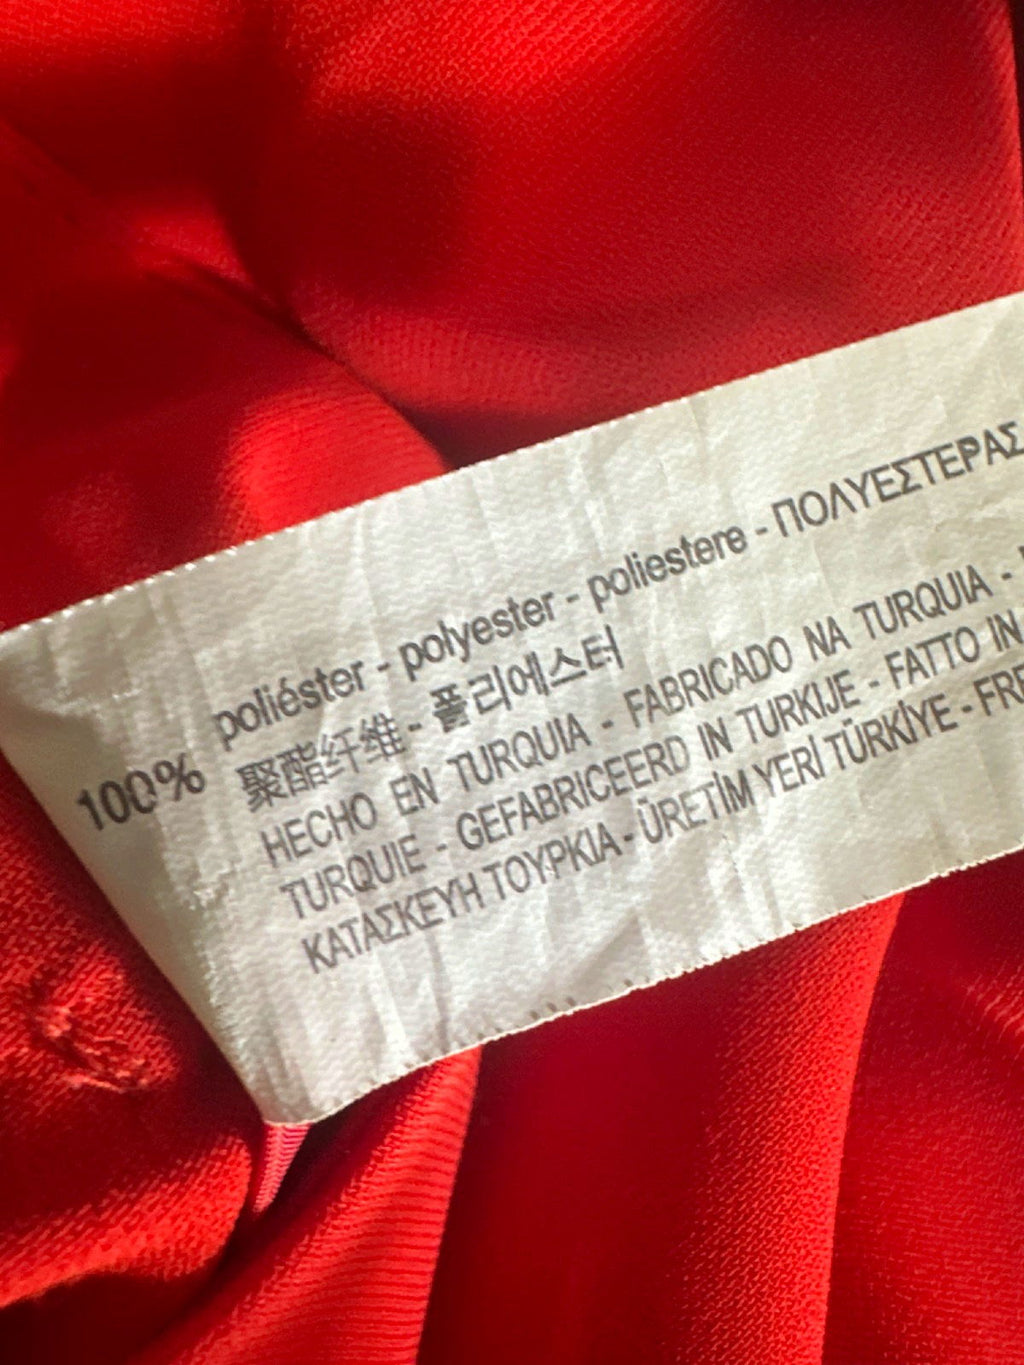 100% poliéster - polyester - poliestere - ΠΟΛΥΕΣΤΕΡΑΣ
聚酯纤维 - 폴리에스터
HECHO EN TURQUIA - FABRICADO NA TURQUIA -
TURQUIE - GEFABRICEERD IN TURKIJE - FATTO IN
ΚΑΤΑΣΚΕΥΗ ΤΟΥΡΚΙΑ - ÜRETİM YERİ TÜRKİYE - FRE